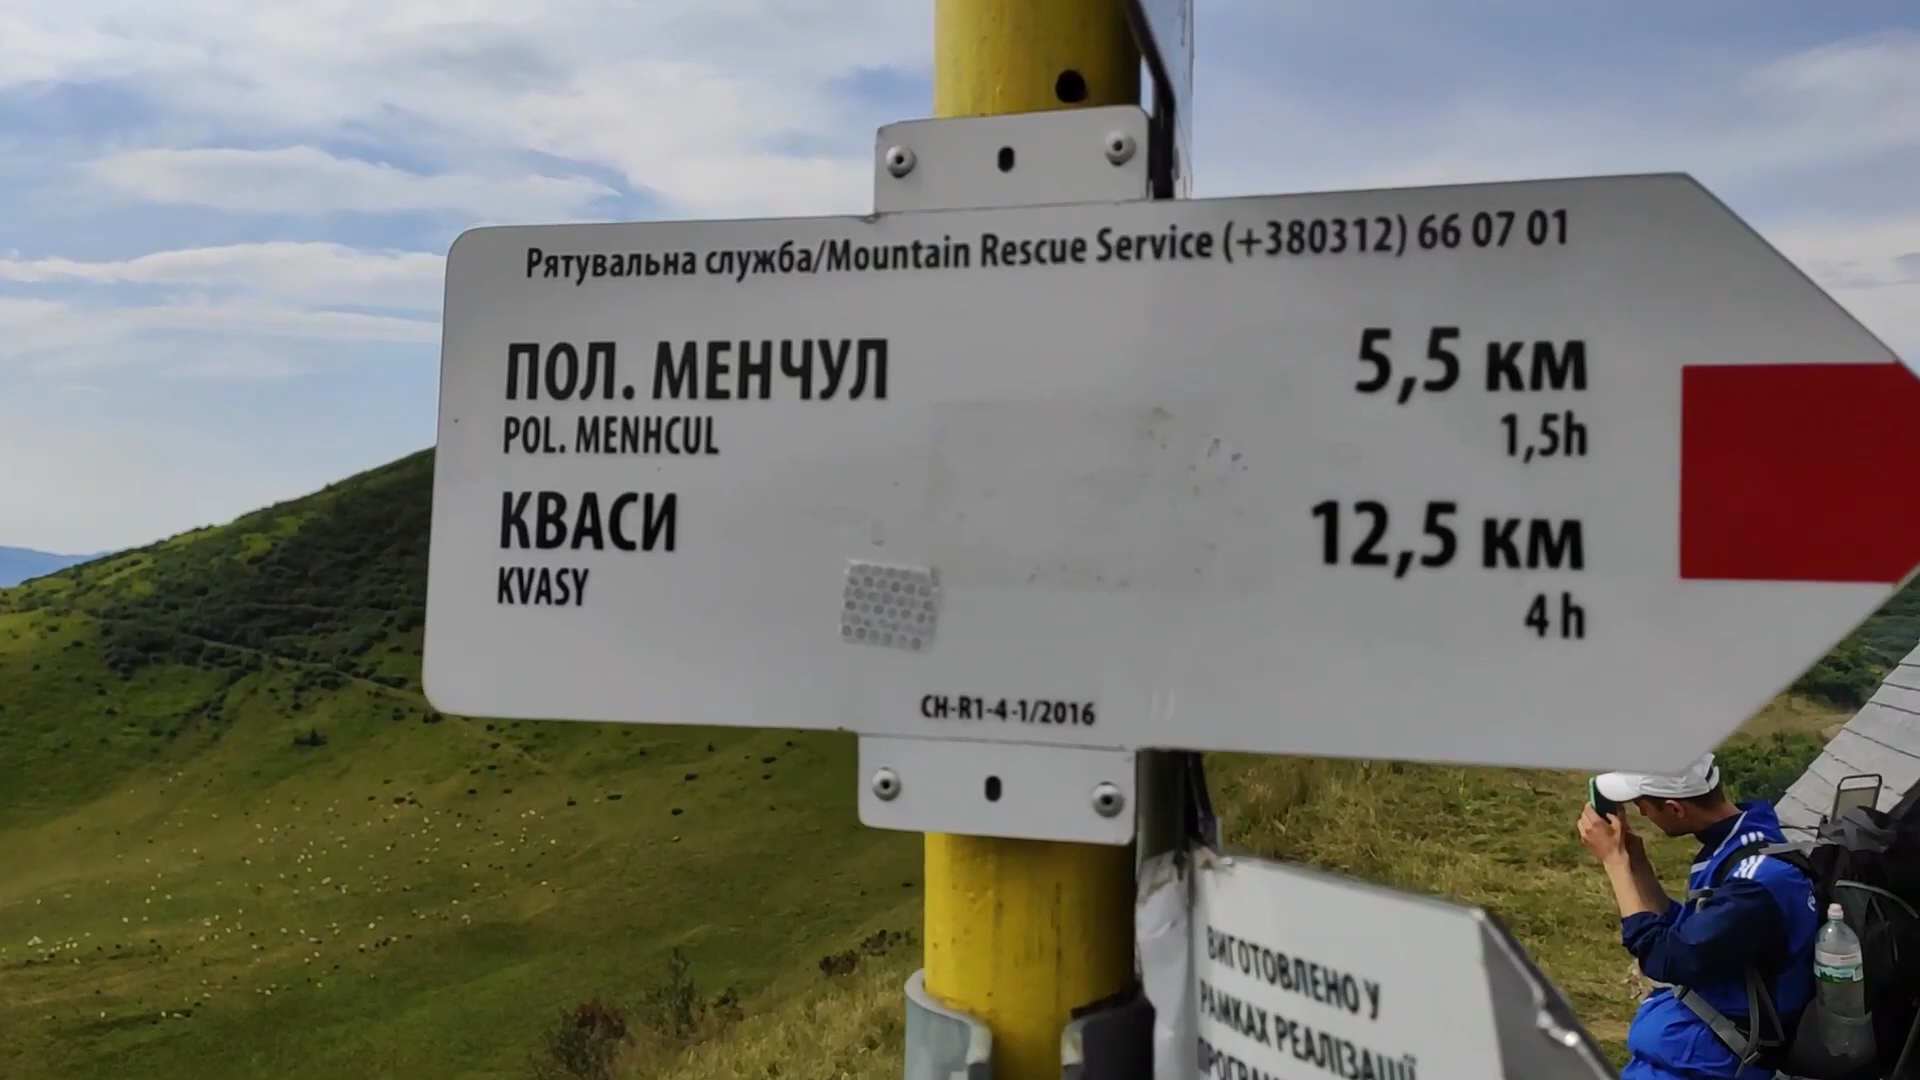 Рятувальна служба/Mountain Rescue Service (+380312) 66 07 01
ПОЛ. МЕНЧУЛ 5,5 км
POL. MENHCUL 1,5h
КВАСИ 12,5 км
KVASY 4 h
CH-R1-4-1/2016
ВИГОТОВЛЕНО У
РАМКАХ РЕАЛІЗАЦІЇ